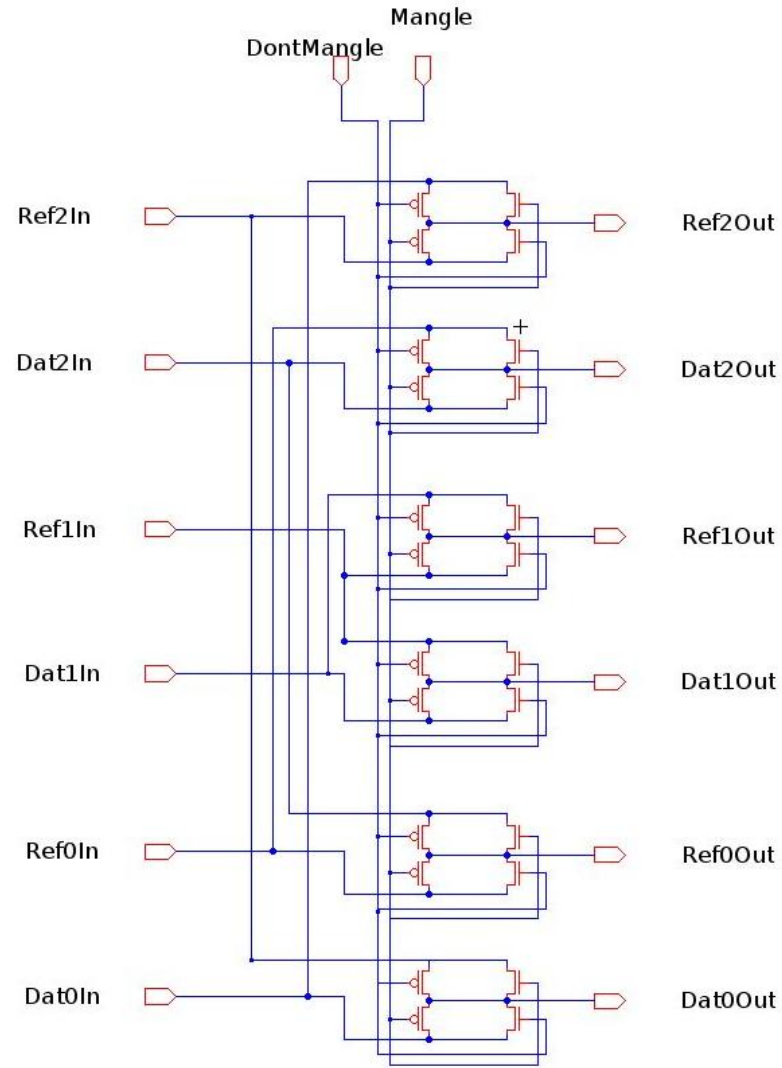 Mangle
DontMangle
Ref2In
Ref2Out
Dat2In
Dat2Out
Ref1In
Ref1Out
Dat1In
Dat1Out
Ref0In
Ref0Out
Dat0In
Dat0Out